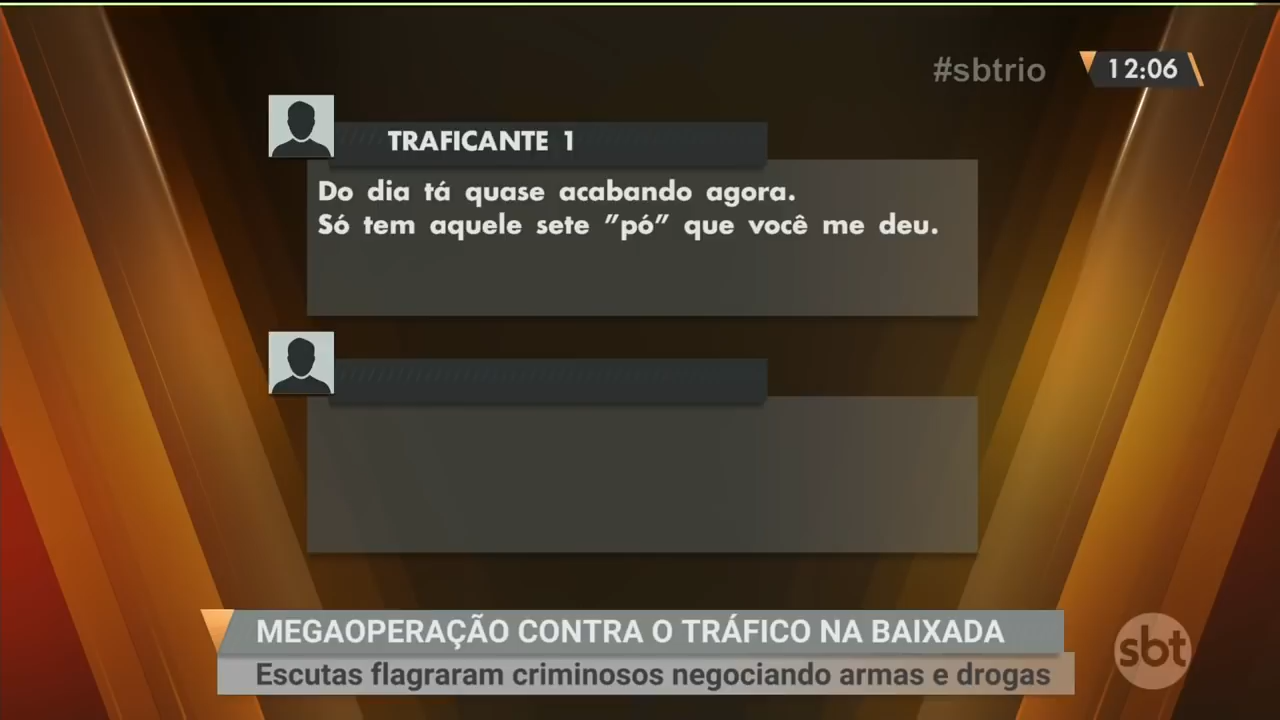 #sbtrio
12:06
TRAFICANTE 1
Do dia tá quase acabando agora.
Só tem aquele sete "pó" que você me deu.
MEGAOPERAÇÃO CONTRA O TRÁFICO NA BAIXADA
Escutas flagraram criminosos negociando armas e drogas
sbt